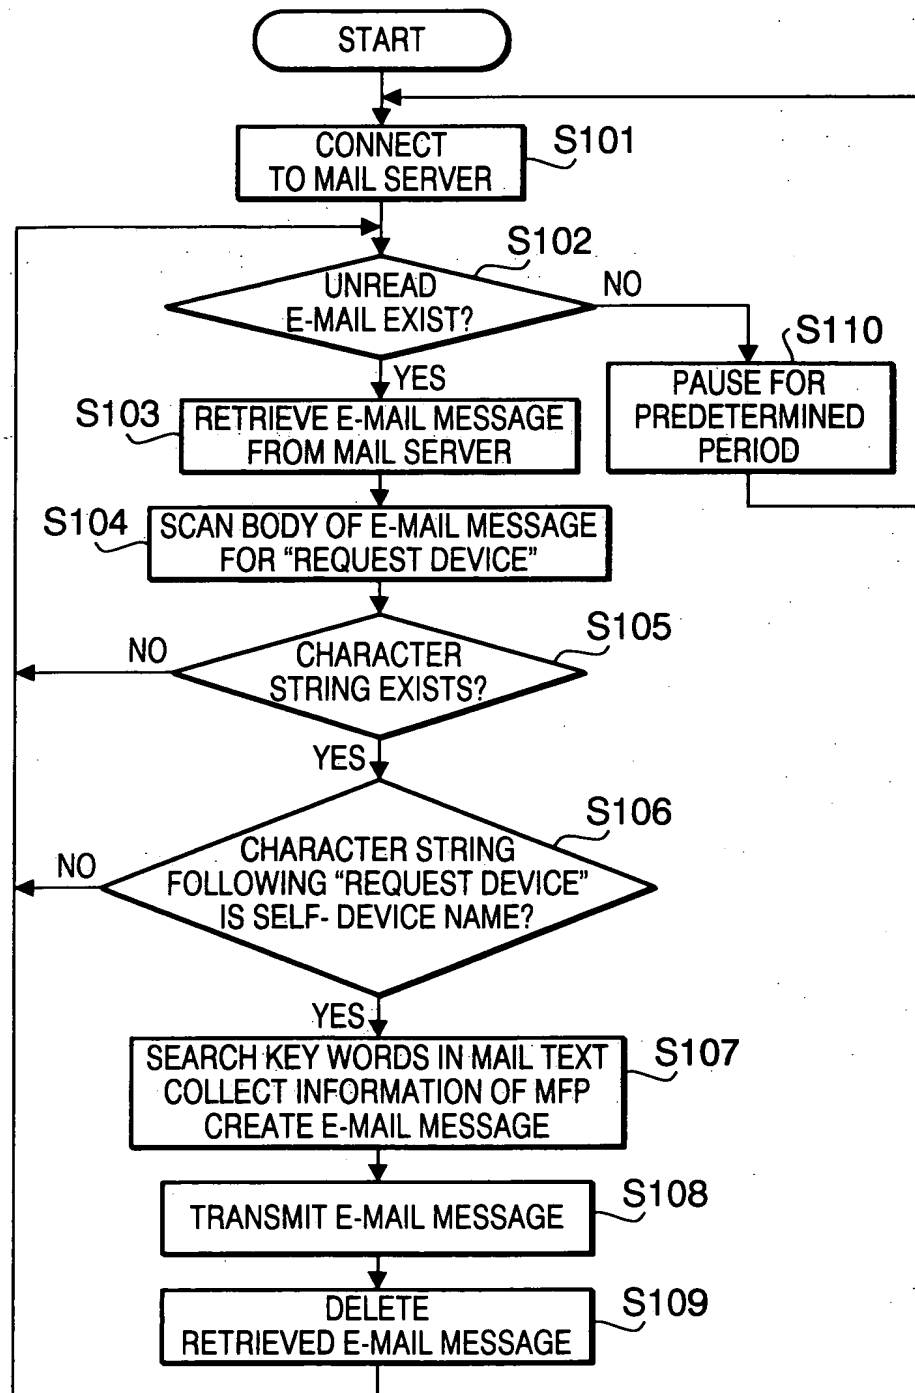 START
CONNECT
TO MAIL SERVER
S101
UNREAD
E-MAIL EXIST?
S102
NO
YES
PAUSE FOR
PREDETERMINED
PERIOD
S110
S103
RETRIEVE E-MAIL MESSAGE
FROM MAIL SERVER
S104
SCAN BODY OF E-MAIL MESSAGE
FOR “REQUEST DEVICE”
S105
CHARACTER
STRING EXISTS?
NO
YES
S106
CHARACTER STRING
FOLLOWING “REQUEST DEVICE”
IS SELF- DEVICE NAME?
NO
YES
SEARCH KEY WORDS IN MAIL TEXT
COLLECT INFORMATION OF MFP
CREATE E-MAIL MESSAGE
S107
TRANSMIT E-MAIL MESSAGE
S108
DELETE
RETRIEVED E-MAIL MESSAGE
S109